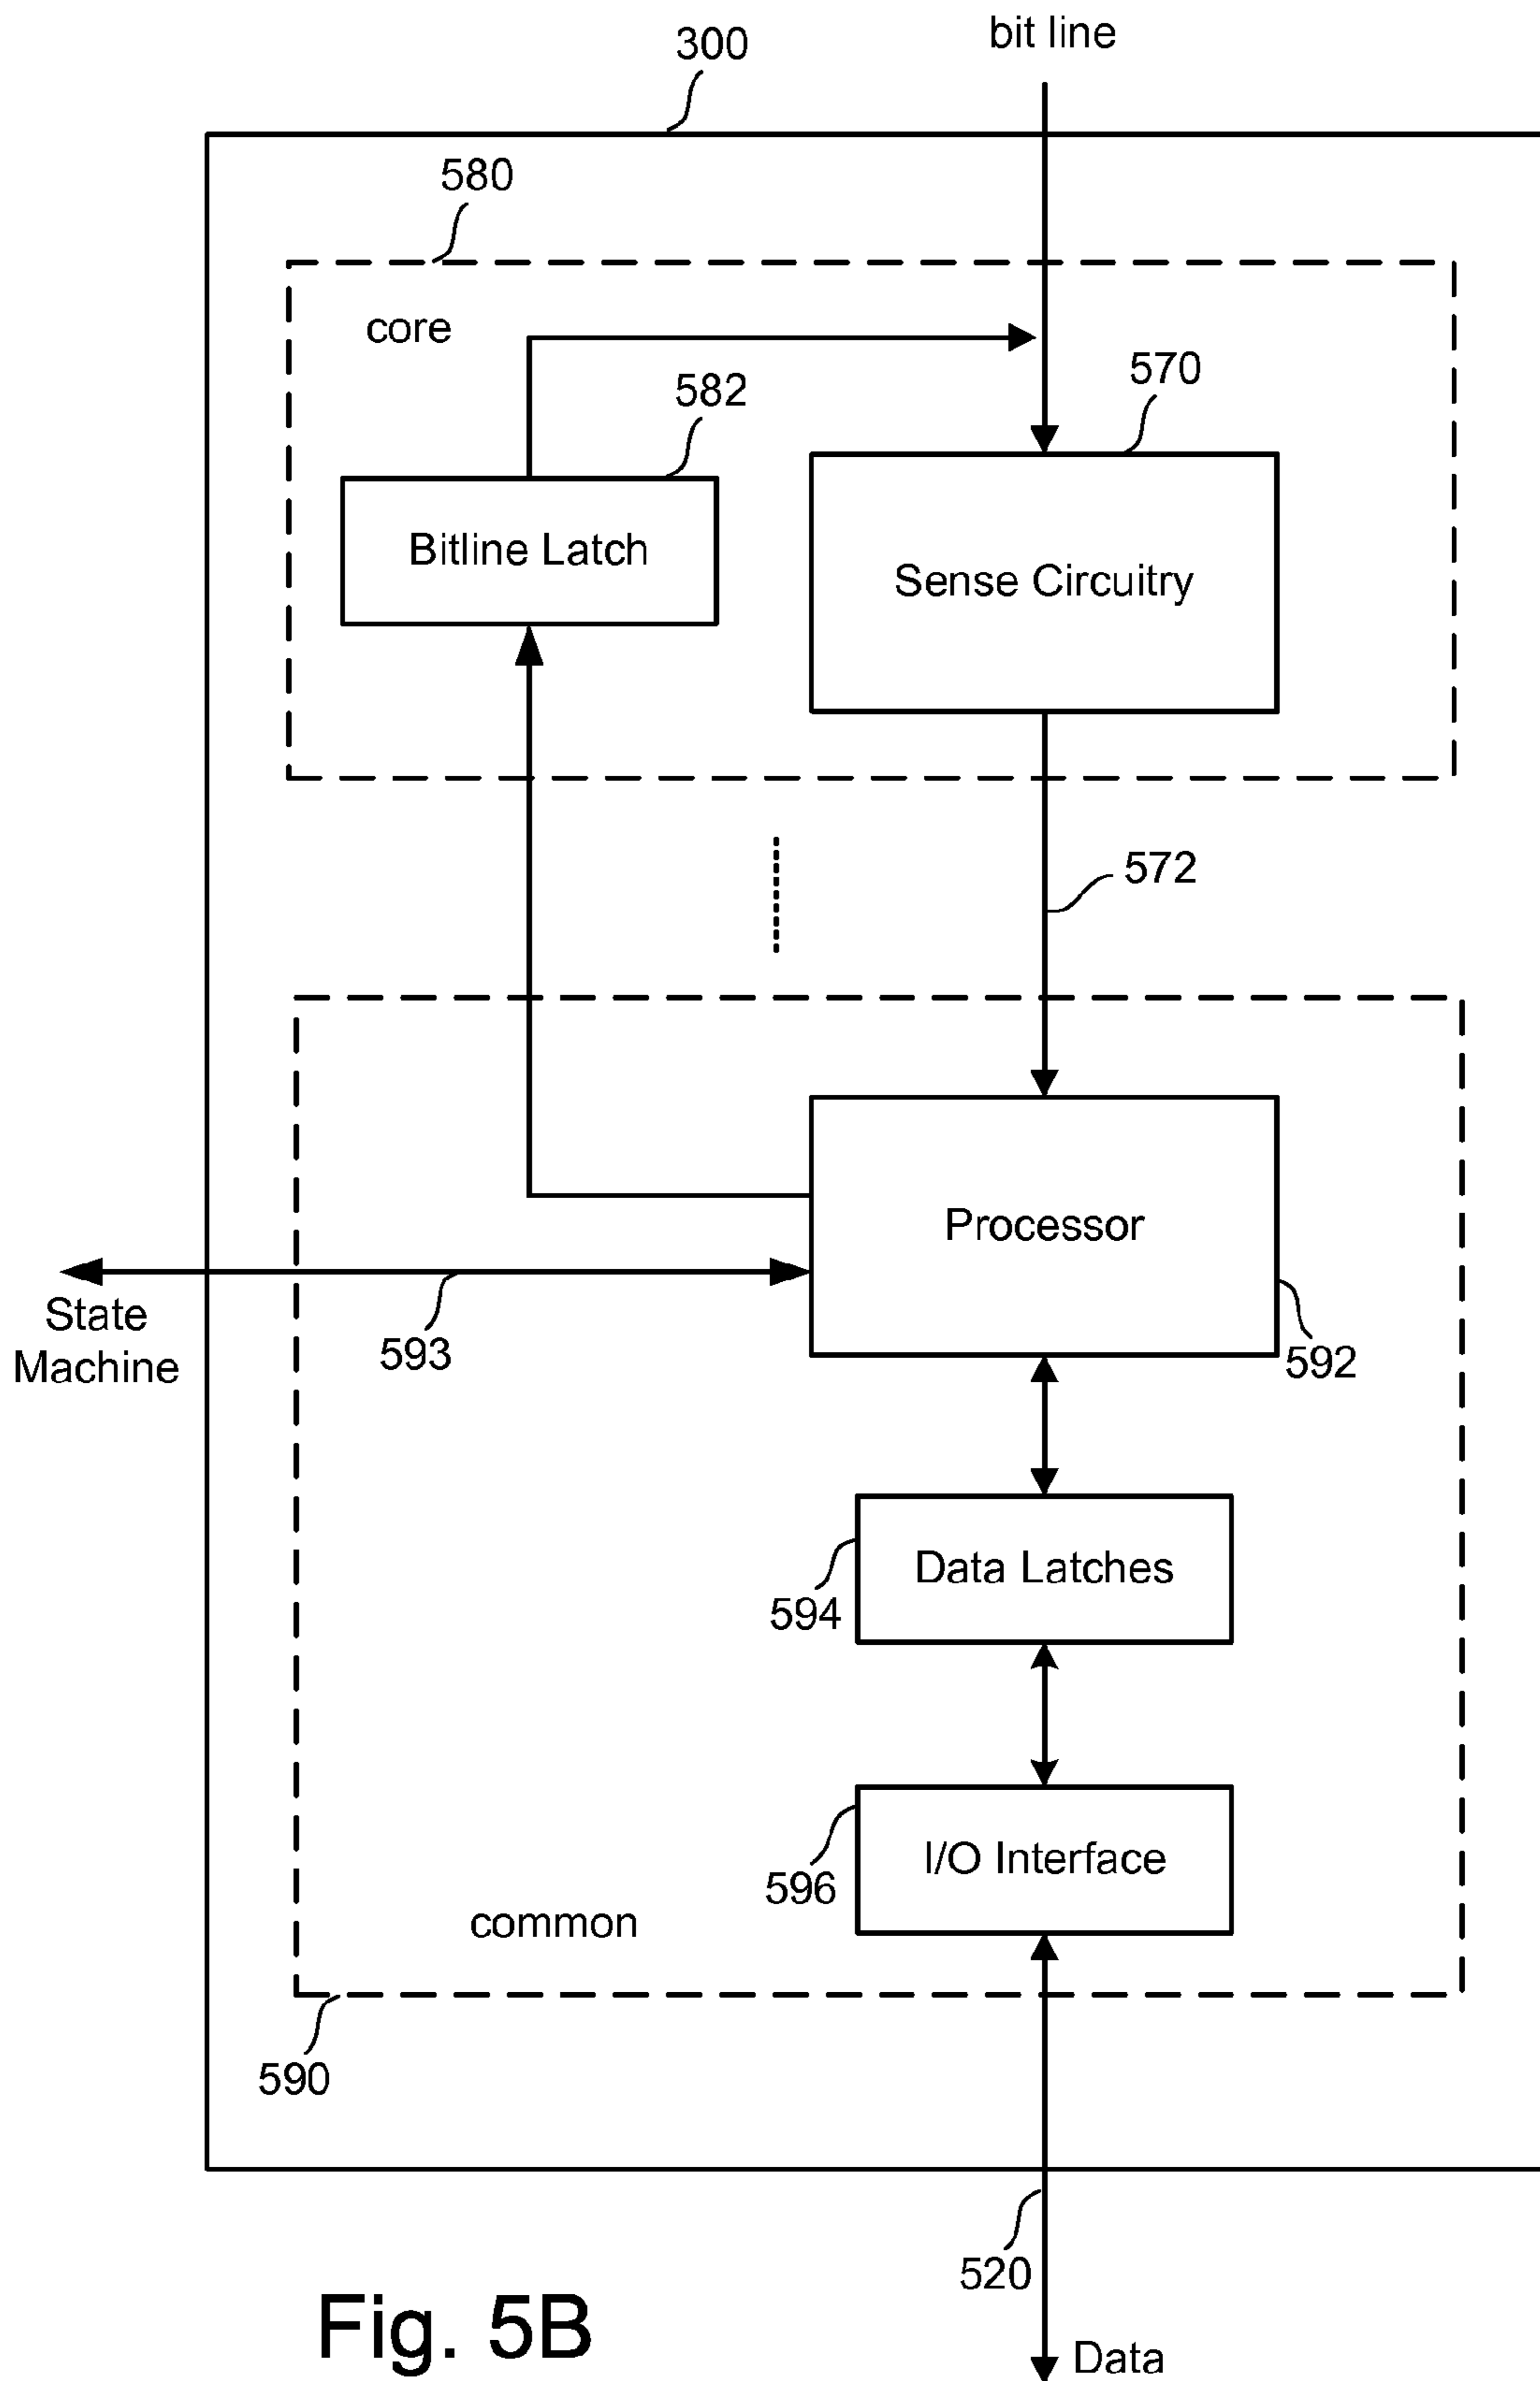 bit line
300
580
core
570
582
Bitline Latch
Sense Circuitry
572
Processor
State
Machine
593
592
Data Latches
594
I/O Interface
596
common
590
520
Fig. 5B
Data